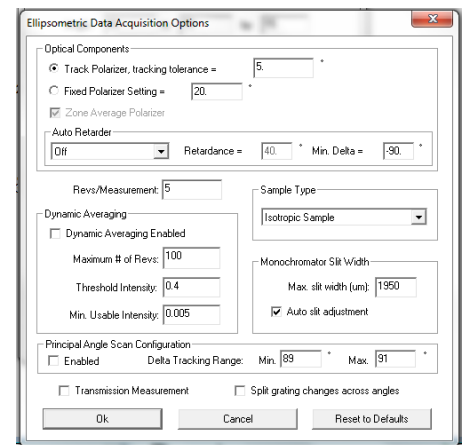 Ellipsometric Data Acquisition Options
Optical Components
Track Polarizer, tracking tolerance = 5. °
Fixed Polarizer Setting = 20. °
Zone Average Polarizer
Auto Retarder
Off Retardance = 40. ° Min. Delta = -90. °
Revs/Measurement: 5
Sample Type
Isotropic Sample
Dynamic Averaging
Dynamic Averaging Enabled
Maximum # of Revs: 100
Threshold Intensity: 0.4
Min. Usable Intensity: 0.005
Monochromator Slit Width
Max. slit width (um): 1950
Auto slit adjustment
Principal Angle Scan Configuration
Enabled Delta Tracking Range: Min. 89 ° Max. 91 °
Transmission Measurement Split grating changes across angles
Ok Cancel Reset to Defaults